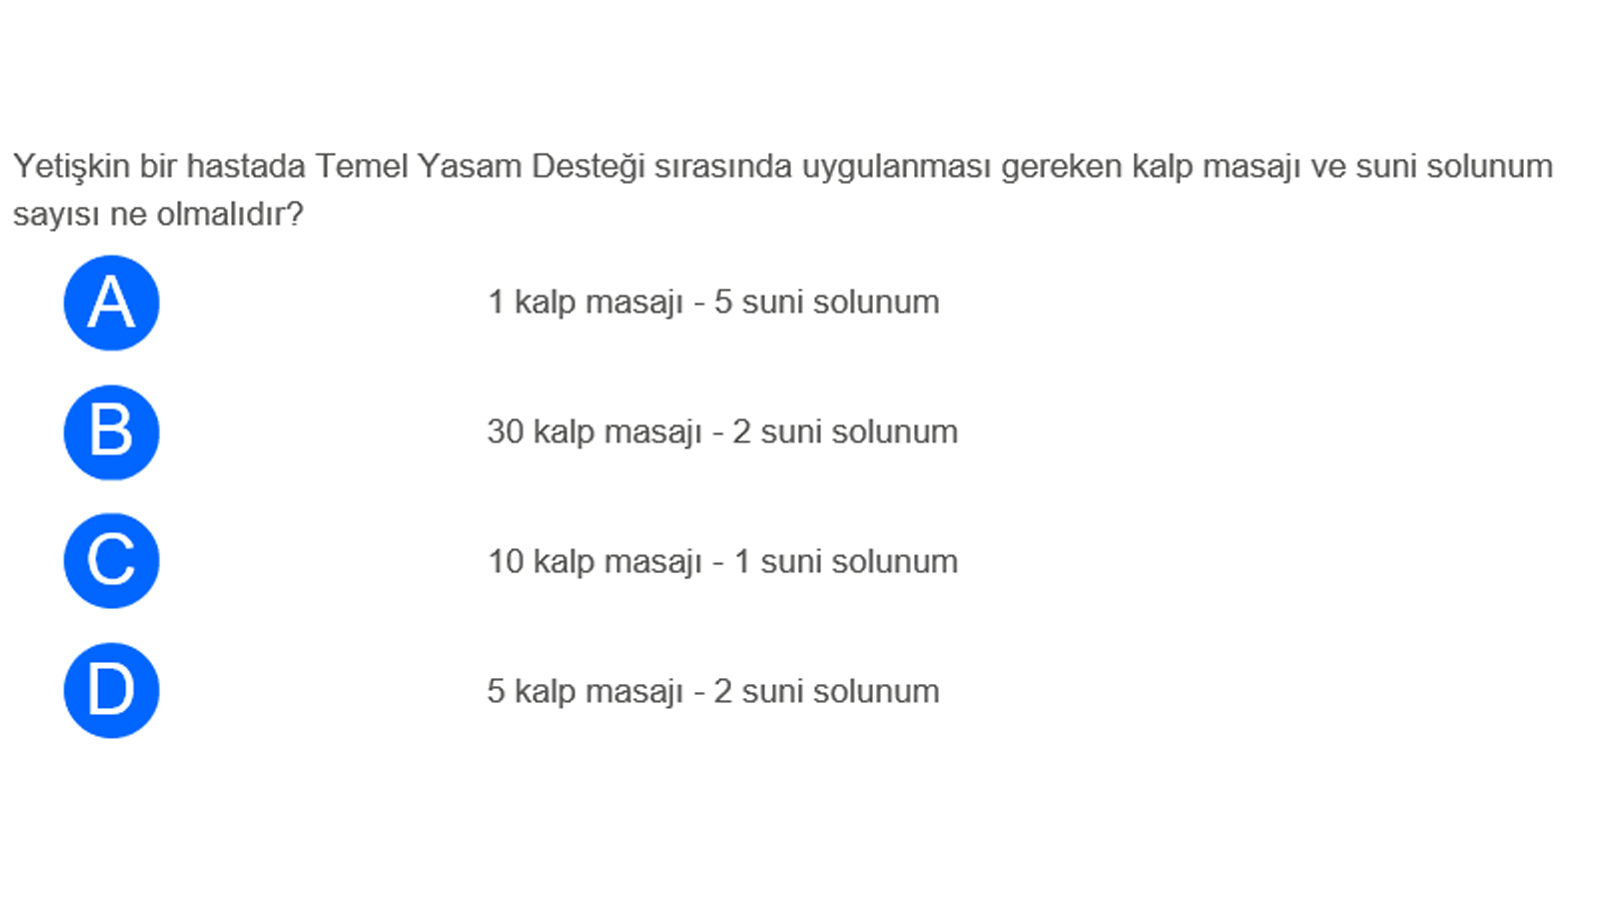 Yetişkin bir hastada Temel Yasam Desteği sırasında uygulanması gereken kalp masajı ve suni solunum
sayısı ne olmalıdır?
A 1 kalp masajı - 5 suni solunum
B 30 kalp masajı - 2 suni solunum
C 10 kalp masajı - 1 suni solunum
D 5 kalp masajı - 2 suni solunum